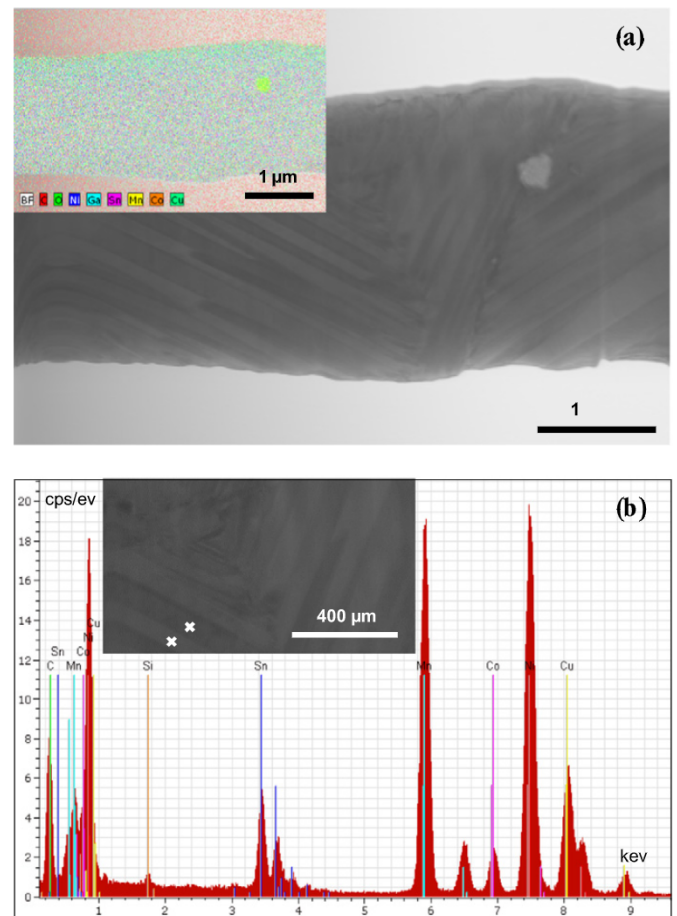 (a)
1 µm
BF C O Ni Ga Sn Mn Co Cu
1
cps/ev
(b)
20
18
16
14
12
10
8
6
4
2
0
400 µm
Cu
Ni
Sn Co
C Mn Si Sn Mn Co Ni Cu
kev
1 2 3 4 5 6 7 8 9